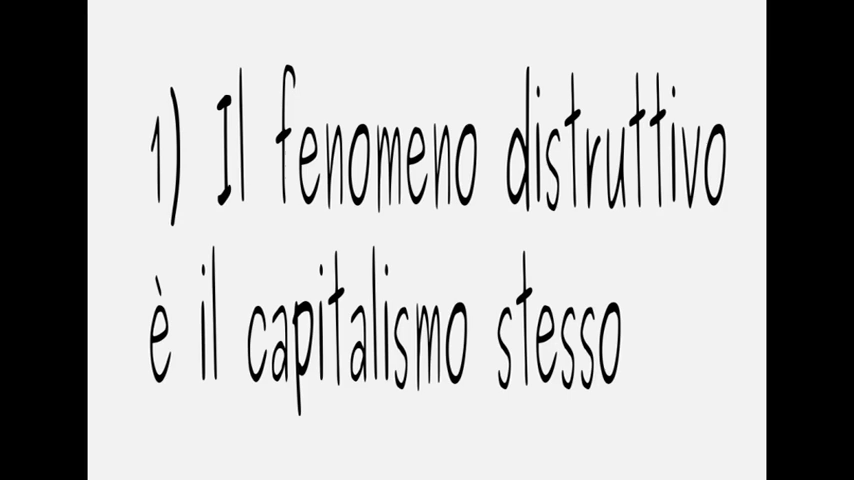 1) Il fenomeno distruttivo
è il capitalismo stesso